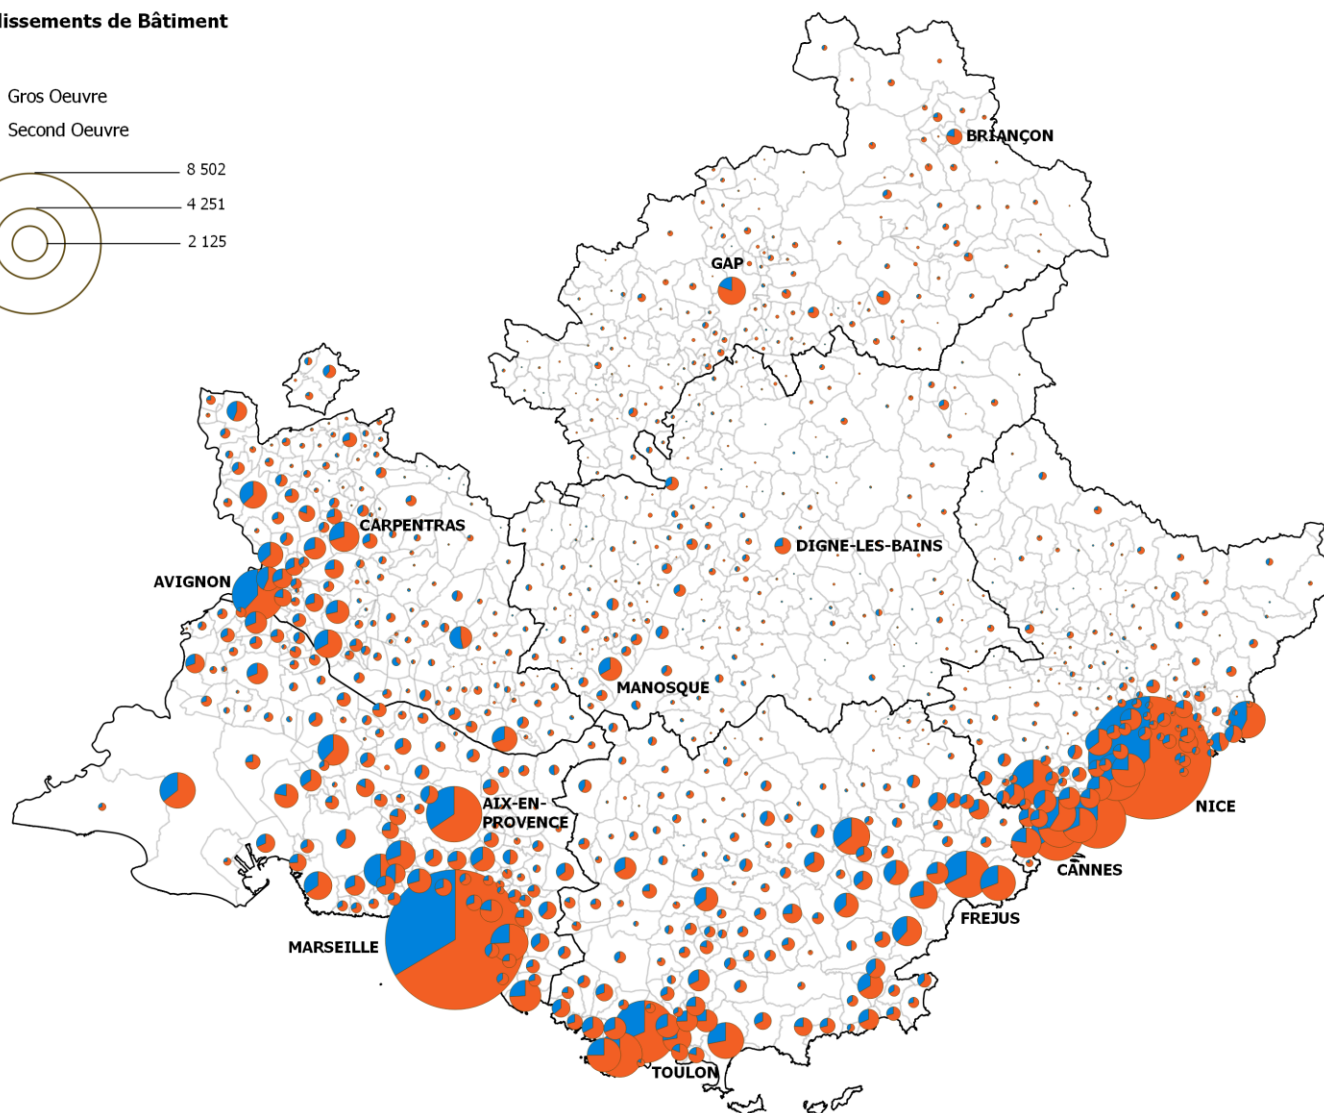 lissements de Bâtiment
Gros Oeuvre
Second Oeuvre
8 502
4 251
2 125
BRIANÇON
GAP
CARPENTRAS
AVIGNON
DIGNE-LES-BAINS
MANOSQUE
AIX-EN-
PROVENCE
NICE
CANNES
FREJUS
MARSEILLE
TOULON